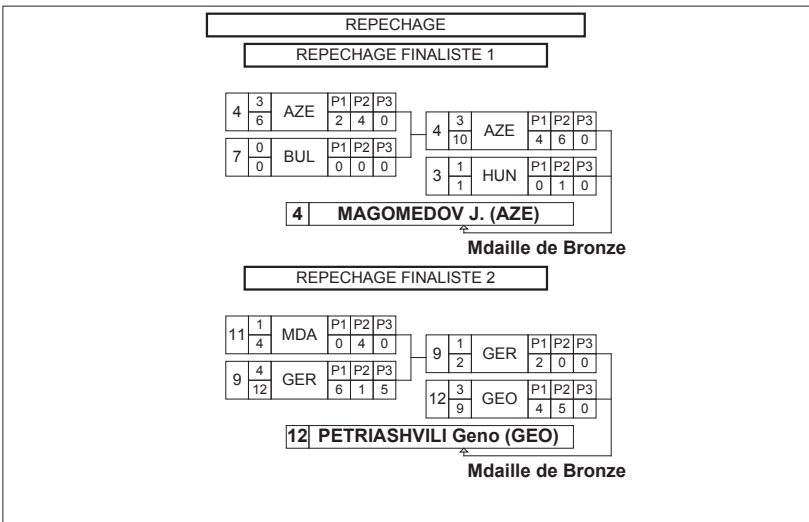 REPECHAGE
REPECHAGE FINALISTE 1
4 3 AZE P1 P2 P3
6 2 4 0
7 0 BUL P1 P2 P3
0 0 0 0
4 3 AZE P1 P2 P3
10 4 6 0
3 1 HUN P1 P2 P3
1 0 1 0
4 MAGOMEDOV J. (AZE)
Mdaille de Bronze
REPECHAGE FINALISTE 2
11 1 MDA P1 P2 P3
4 0 4 0
9 4 GER P1 P2 P3
12 6 1 5
9 1 GER P1 P2 P3
2 2 0 0
12 3 GEO P1 P2 P3
9 4 5 0
12 PETRIASHVILI Geno (GEO)
Mdaille de Bronze